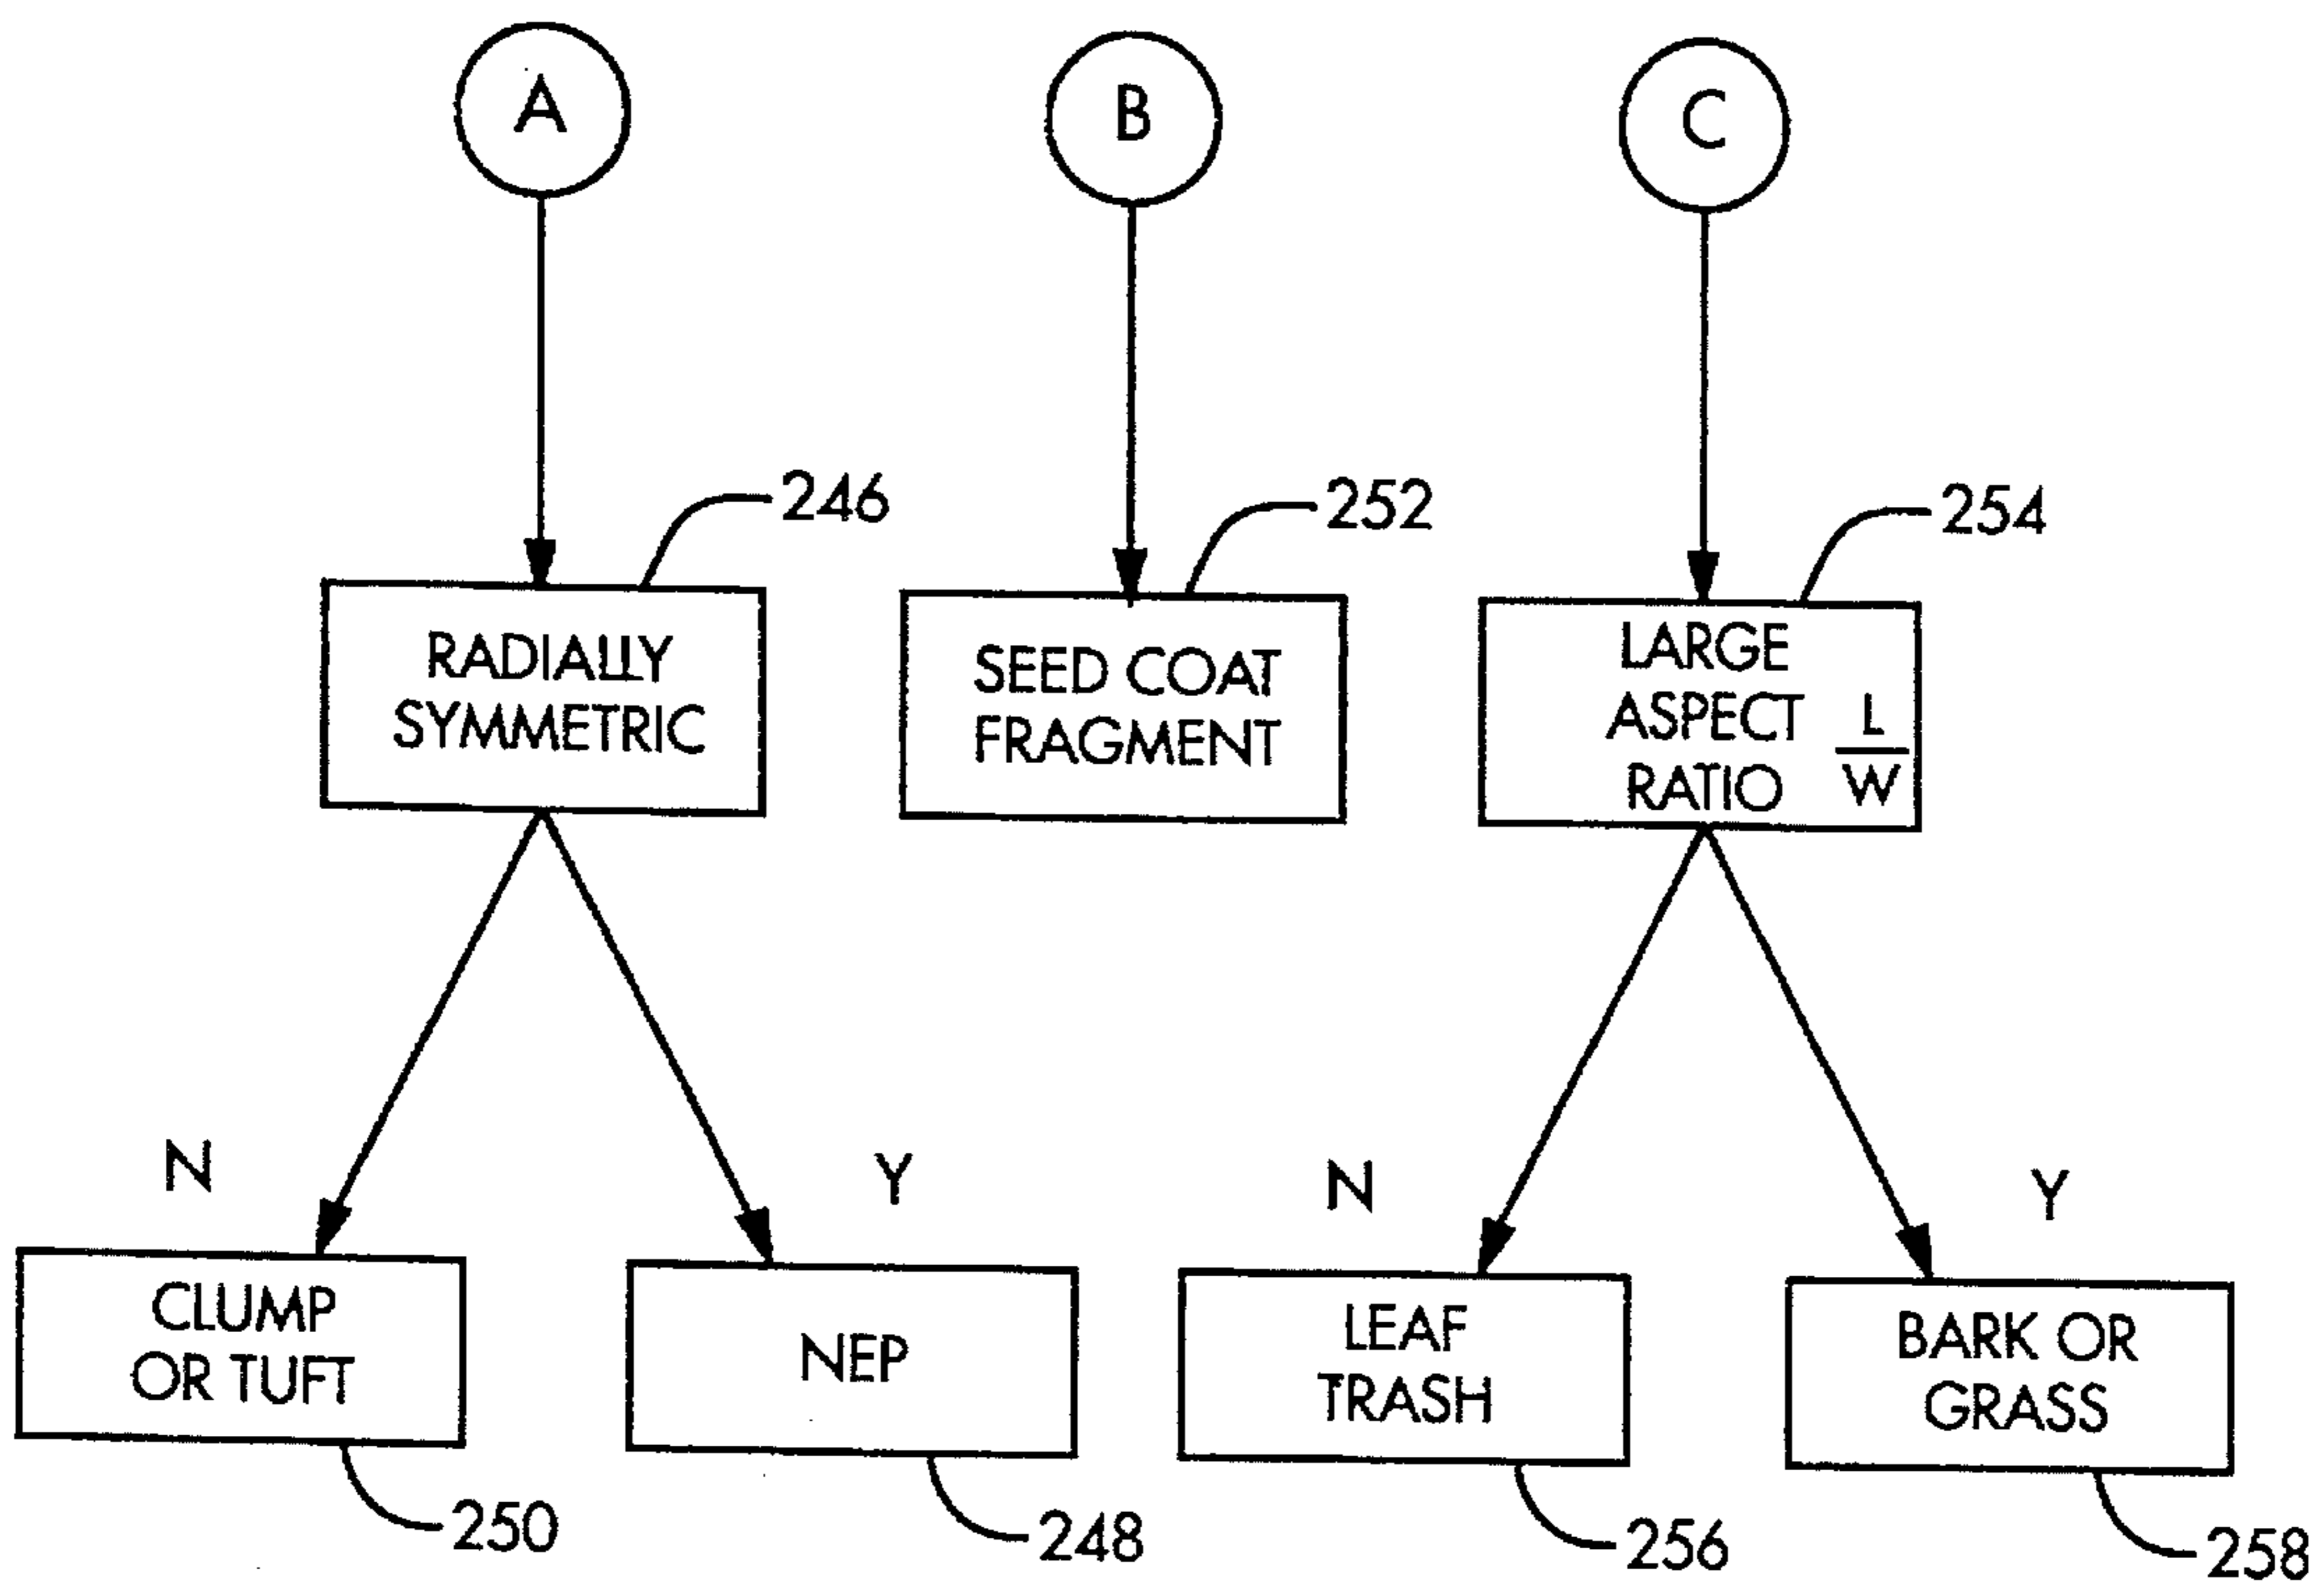 A
B
C
246
252
254
RADIALLY
SYMMETRIC
SEED COAT
FRAGMENT
LARGE
ASPECT
RATIO
L
W
N
Y
N
Y
CLUMP
OR TUFT
NEP
LEAF
TRASH
BARK OR
GRASS
250
248
256
258